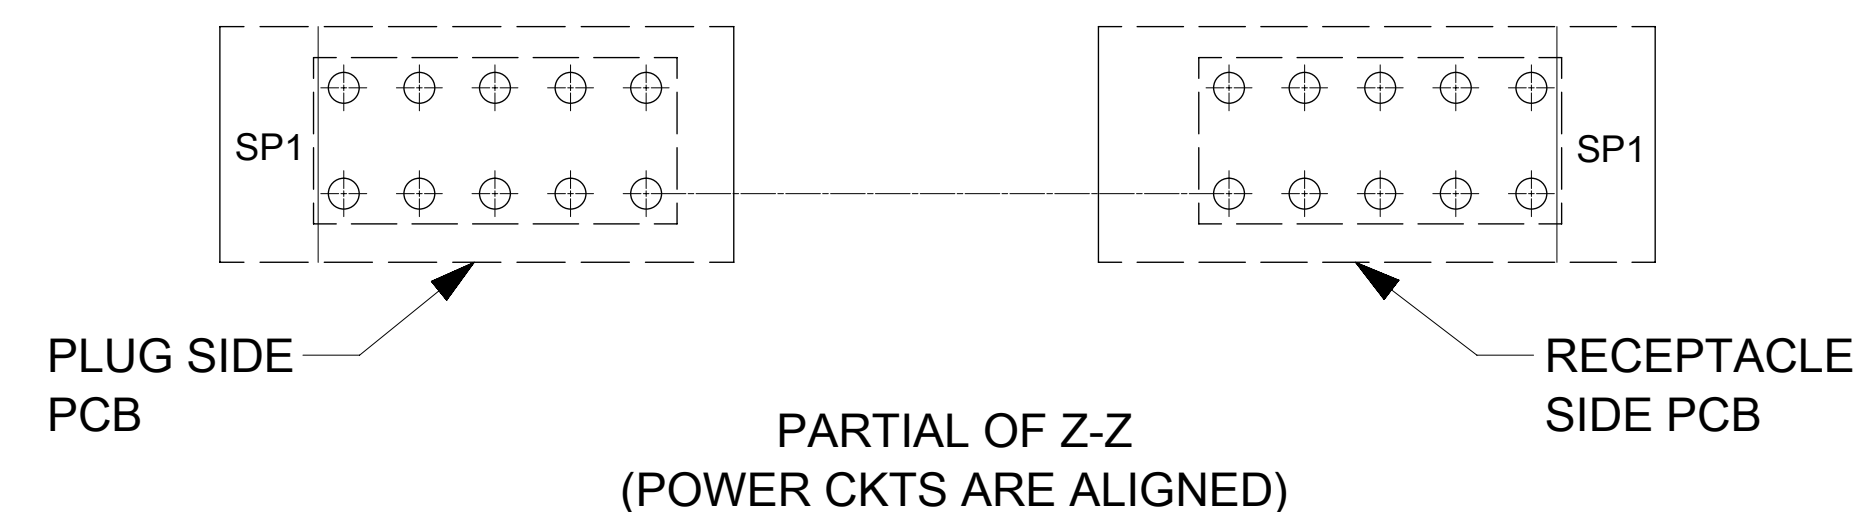 SP1
SP1
PLUG SIDE
PCB
RECEPTACLE
SIDE PCB
PARTIAL OF Z-Z
(POWER CKTS ARE ALIGNED)